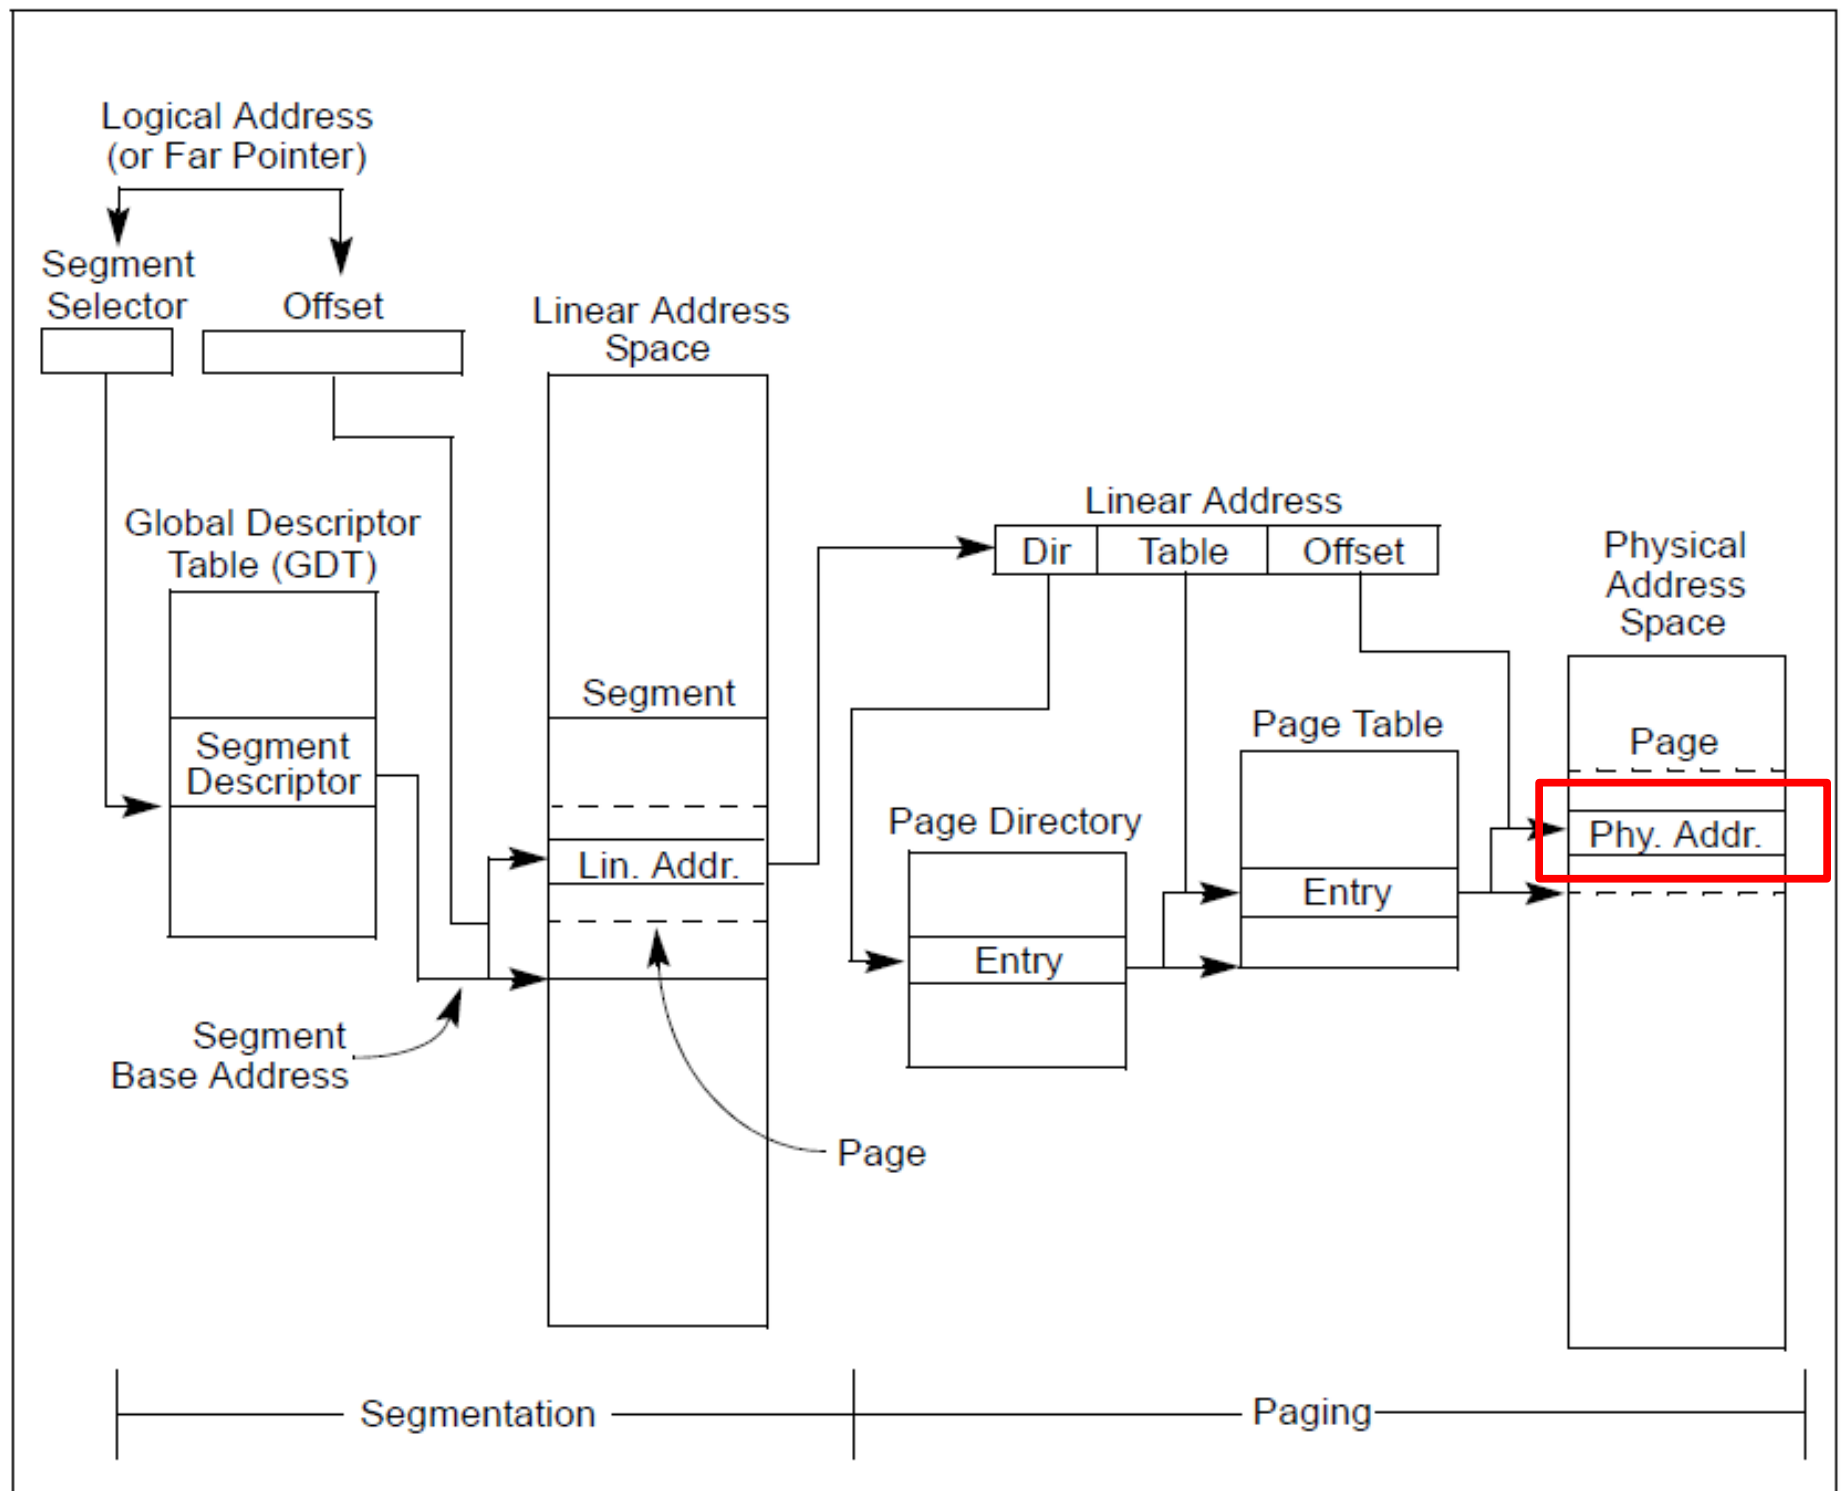 Logical Address
(or Far Pointer)
Segment
Selector
Offset
Linear Address
Space
Global Descriptor
Table (GDT)
Segment
Descriptor
Segment
Lin. Addr.
Segment
Base Address
Page
Linear Address
Dir
Table
Offset
Page Directory
Entry
Page Table
Entry
Physical
Address
Space
Page
Phy. Addr.
Segmentation
Paging